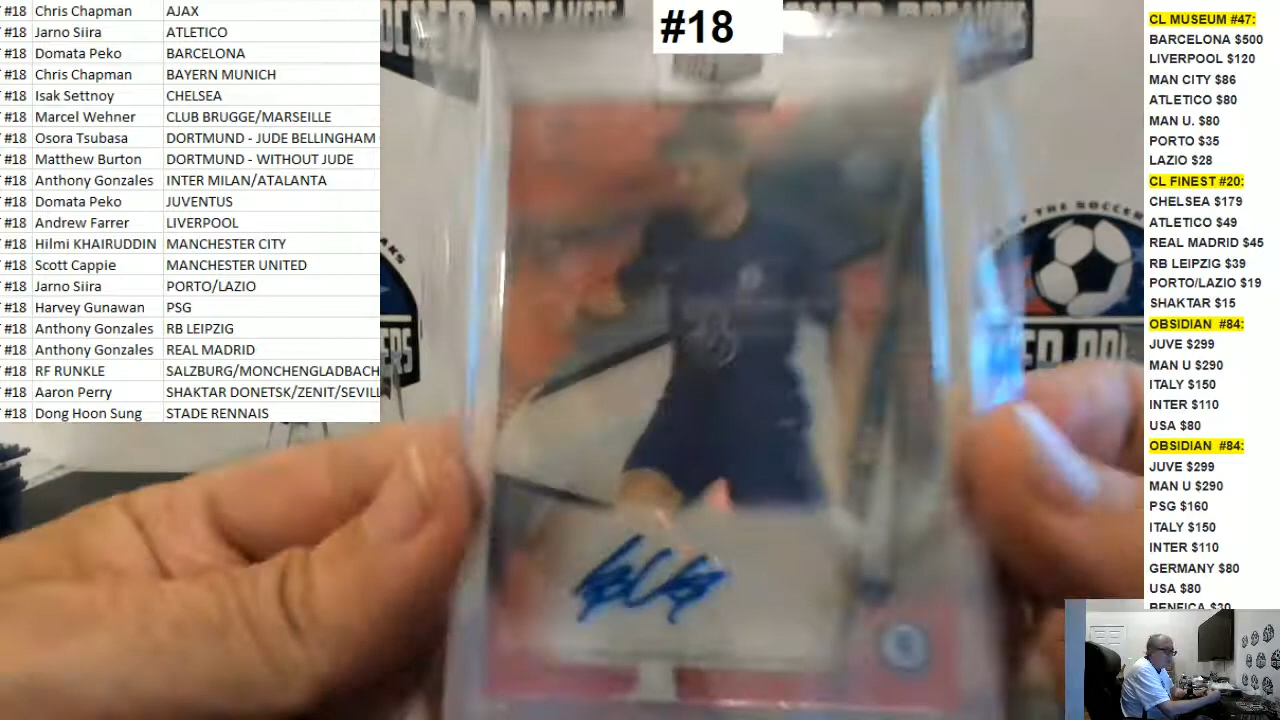 #18 Chris Chapman AJAX
#18 Jarno Siira ATLETICO
#18 Domata Peko BARCELONA
#18 Chris Chapman BAYERN MUNICH
#18 Isak Settnoy CHELSEA
#18 Marcel Wehner CLUB BRUGGE/MARSEILLE
#18 Osora Tsubasa DORTMUND - JUDE BELLINGHAM
#18 Matthew Burton DORTMUND - WITHOUT JUDE
#18 Anthony Gonzales INTER MILAN/ATALANTA
#18 Domata Peko JUVENTUS
#18 Andrew Farrer LIVERPOOL
#18 Hilmi KHAIRUDDIN MANCHESTER CITY
#18 Scott Cappie MANCHESTER UNITED
#18 Jarno Siira PORTO/LAZIO
#18 Harvey Gunawan PSG
#18 Anthony Gonzales RB LEIPZIG
#18 Anthony Gonzales REAL MADRID
#18 RF RUNKLE SALZBURG/MONCHENGLADBACH
#18 Aaron Perry SHAKTAR DONETSK/ZENIT/SEVILL
#18 Dong Hoon Sung STADE RENNAIS
#18
THE SOCCER
CL MUSEUM #47:
BARCELONA $500
LIVERPOOL $120
MAN CITY $86
ATLETICO $80
MAN U. $80
PORTO $35
LAZIO $28
CL FINEST #20:
CHELSEA $179
ATLETICO $49
REAL MADRID $45
RB LEIPZIG $39
PORTO/LAZIO $19
SHAKTAR $15
OBSIDIAN #84:
JUVE $299
MAN U $290
ITALY $150
INTER $110
USA $80
OBSIDIAN #84:
JUVE $299
MAN U $290
PSG $160
ITALY $150
INTER $110
GERMANY $80
USA $80
BENFICA $30